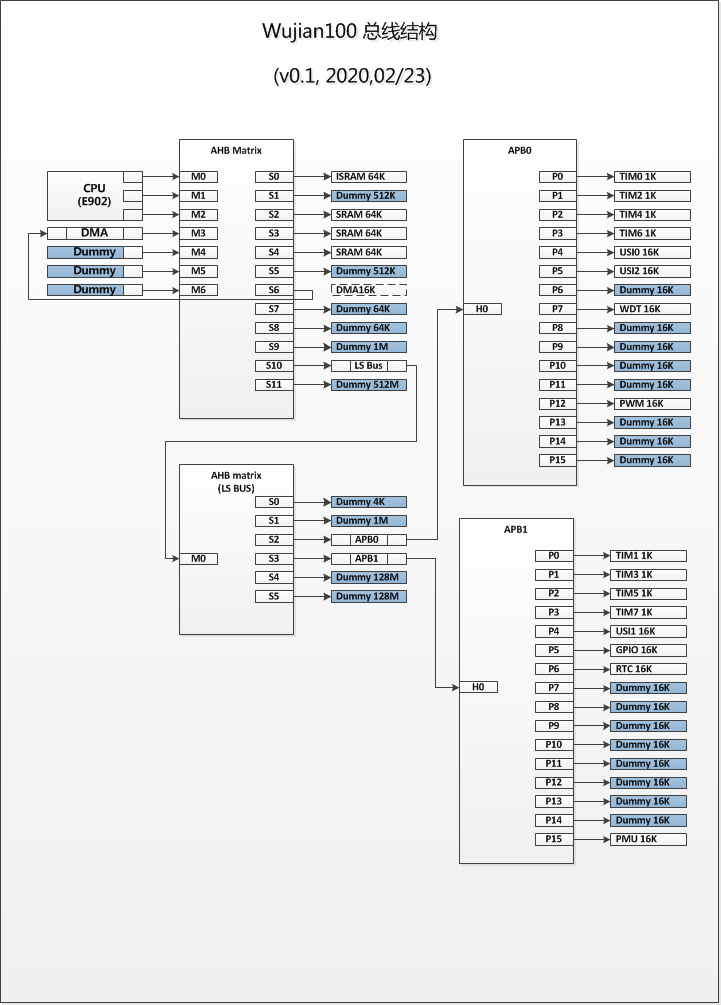 Wujian100 总线结构
(v0.1, 2020,02/23)
AHB Matrix
CPU
(E902)
M0
S0
ISRAM 64K
M1
S1
Dummy 512K
M2
S2
SRAM 64K
DMA
M3
S3
SRAM 64K
Dummy
M4
S4
SRAM 64K
Dummy
M5
S5
Dummy 512K
Dummy
M6
S6
DMA16K
S7
Dummy 64K
S8
Dummy 64K
S9
Dummy 1M
S10
LS Bus
S11
Dummy 512M
AHB matrix
(LS BUS)
S0
Dummy 4K
S1
Dummy 1M
S2
APB0
M0
S3
APB1
S4
Dummy 128M
S5
Dummy 128M
APB0
H0
P0
TIM0 1K
P1
TIM2 1K
P2
TIM4 1K
P3
TIM6 1K
P4
USI0 16K
P5
USI2 16K
P6
Dummy 16K
P7
WDT 16K
P8
Dummy 16K
P9
Dummy 16K
P10
Dummy 16K
P11
Dummy 16K
P12
PWM 16K
P13
Dummy 16K
P14
Dummy 16K
P15
Dummy 16K
APB1
H0
P0
TIM1 1K
P1
TIM3 1K
P2
TIM5 1K
P3
TIM7 1K
P4
USI1 16K
P5
GPIO 16K
P6
RTC 16K
P7
Dummy 16K
P8
Dummy 16K
P9
Dummy 16K
P10
Dummy 16K
P11
Dummy 16K
P12
Dummy 16K
P13
Dummy 16K
P14
Dummy 16K
P15
PMU 16K